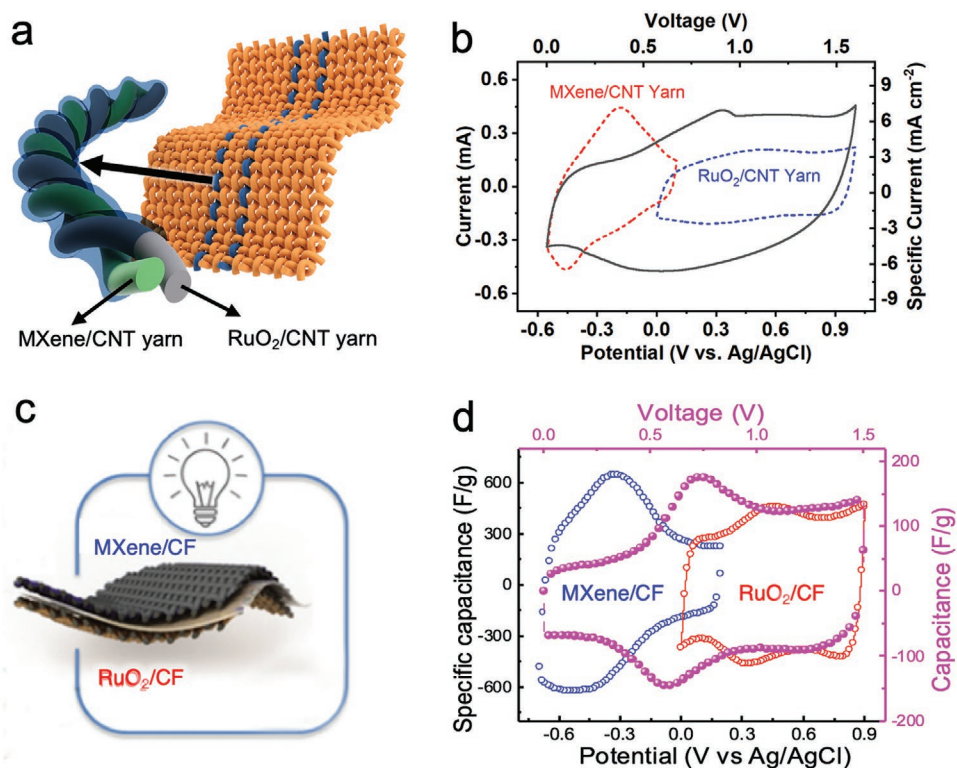 a
MXene/CNT yarn
RuO₂/CNT yarn
b
Voltage (V)
0.0 0.5 1.0 1.5
0.6
0.3
0.0
-0.3
-0.6
Current (mA)
MXene/CNT Yarn
RuO₂/CNT Yarn
9
6
3
0
-3
-6
-9
Specific Current (mA cm⁻²)
-0.6 -0.3 0.0 0.3 0.6 0.9
Potential (V vs. Ag/AgCl)
c
MXene/CF
RuO₂/CF
d
Voltage (V)
0.0 0.5 1.0 1.5
600
300
0
-300
-600
Specific capacitance (F/g)
MXene/CF
RuO₂/CF
200
100
0
-100
-200
Capacitance (F/g)
-0.6 -0.3 0.0 0.3 0.6 0.9
Potential (V vs Ag/AgCl)